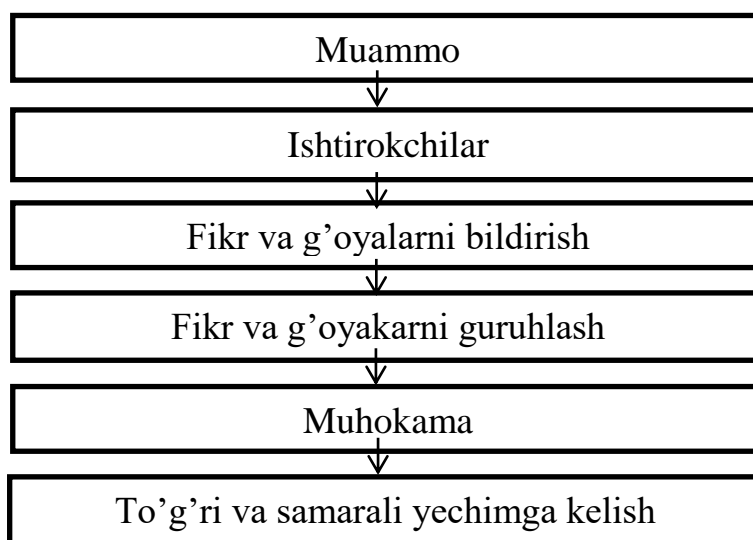 Muammo
Ishtirokchilar
Fikr va g’oyalarni bildirish
Fikr va g’oyakarni guruhlash
Muhokama
To’g’ri va samarali yechimga kelish